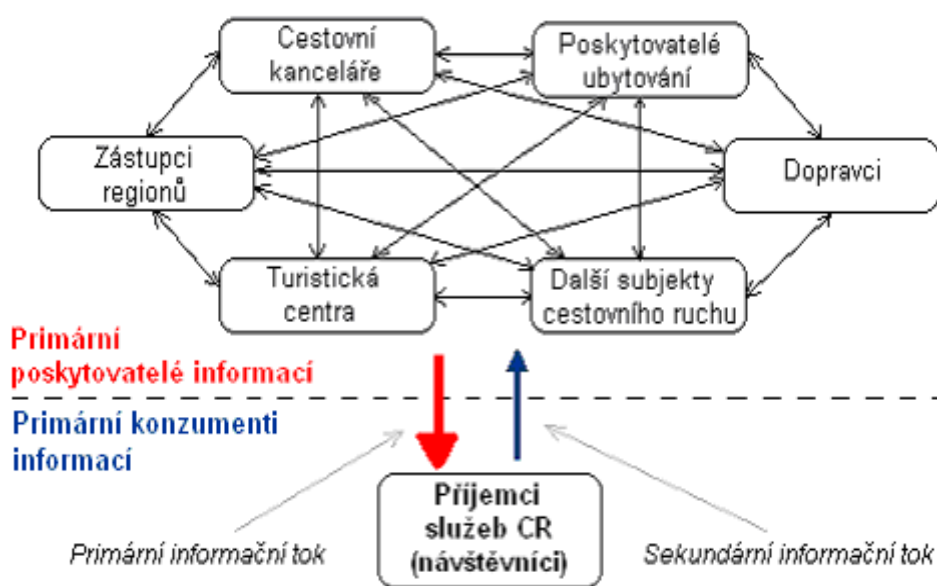 Cestovní
kanceláře
Poskytovatelé
ubytování
Zástupci
regionů
Dopravci
Turistická
centra
Další subjekty
cestovního ruchu
Primární
poskytovatelé informací
Primární konzumenti
informací
Příjemci
služeb CR
(návštěvníci)
Primární informační tok
Sekundární informační tok